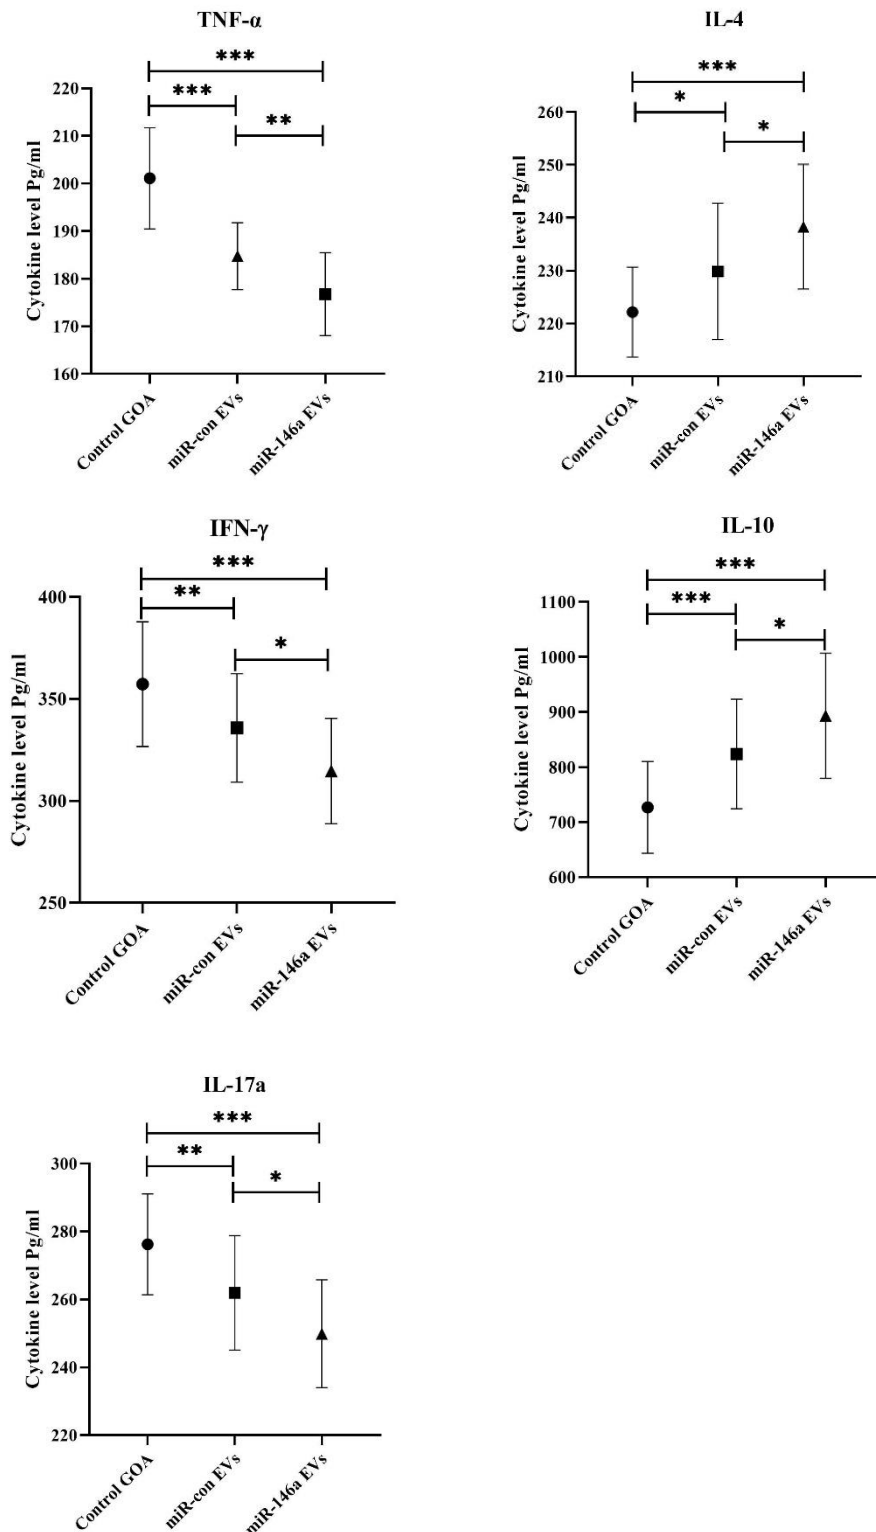 TNF-α
***
***
**
Cytokine level Pg/ml
220
210
200
190
180
170
160
Control GOA
miR-con EVs
miR-146a EVs
IL-4
***
*
*
Cytokine level Pg/ml
260
250
240
230
220
210
Control GOA
miR-con EVs
miR-146a EVs
IFN-γ
***
**
*
Cytokine level Pg/ml
400
350
300
250
Control GOA
miR-con EVs
miR-146a EVs
IL-10
***
***
*
Cytokine level Pg/ml
1100
1000
900
800
700
600
Control GOA
miR-con EVs
miR-146a EVs
IL-17a
***
**
*
Cytokine level Pg/ml
300
280
260
240
220
Control GOA
miR-con EVs
miR-146a EVs